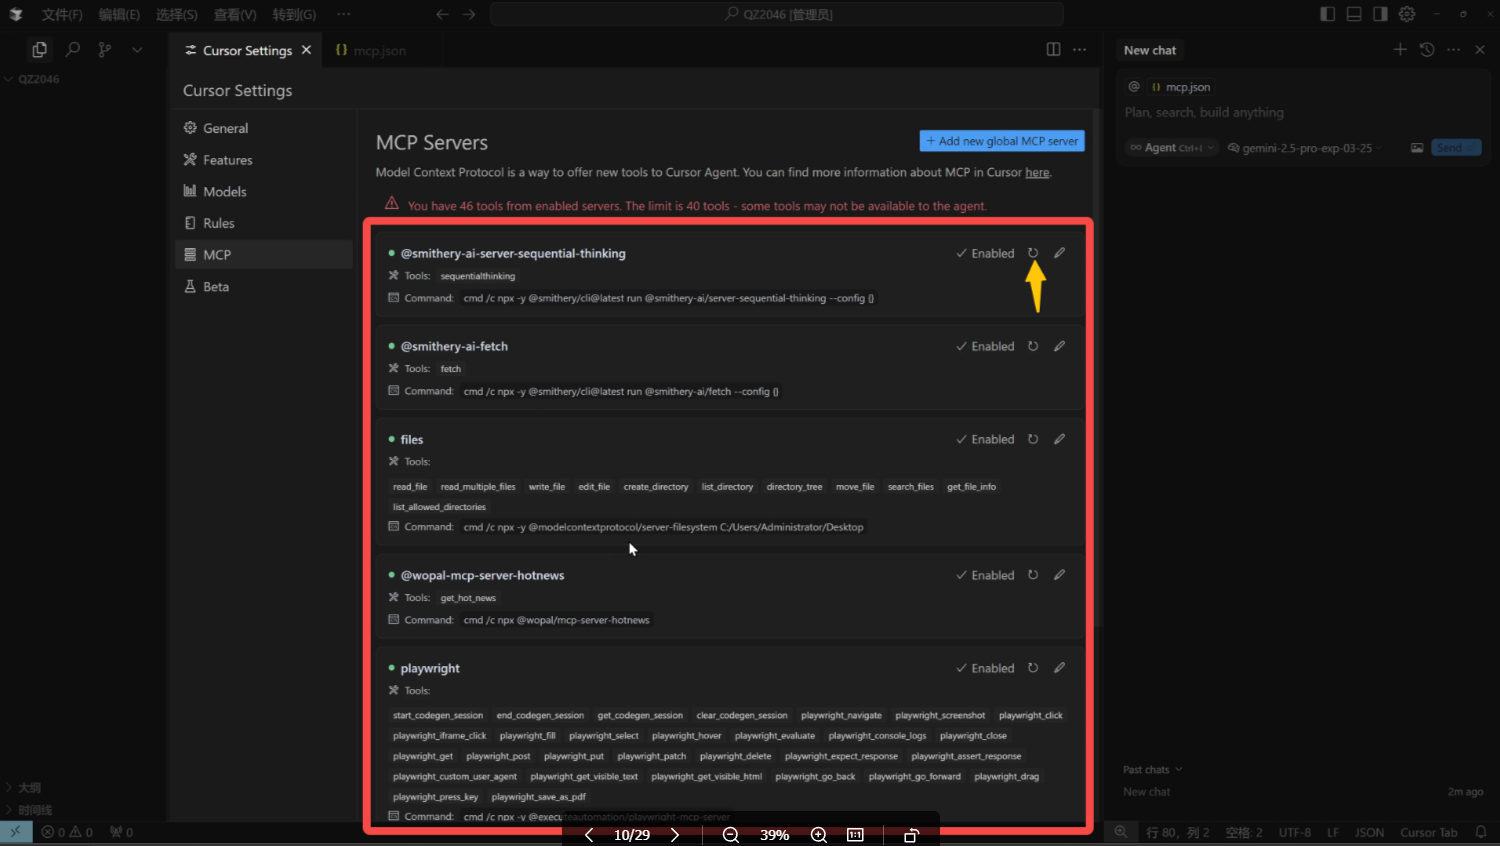 文件(F) 编辑(E) 选择(S) 查看(V) 转到(G) ···
QZ2046 [管理员]
QZ2046
Cursor Settings
{} mcp.json
Cursor Settings
General
Features
Models
Rules
MCP
Beta
MCP Servers
+ Add new global MCP server
Model Context Protocol is a way to offer new tools to Cursor Agent. You can find more information about MCP in Cursor here.
You have 46 tools from enabled servers. The limit is 40 tools - some tools may not be available to the agent.
@smithery-ai-server-sequential-thinking
Enabled
Tools: sequentialthinking
Command: cmd /c npx -y @smithery/cli@latest run @smithery-ai/server-sequential-thinking --config {}
@smithery-ai-fetch
Enabled
Tools: fetch
Command: cmd /c npx -y @smithery/cli@latest run @smithery-ai/fetch --config {}
files
Enabled
Tools:
read_file read_multiple_files write_file edit_file create_directory list_directory directory_tree move_file search_files get_file_info
list_allowed_directories
Command: cmd /c npx -y @modelcontextprotocol/server-filesystem C:/Users/Administrator/Desktop
@wopal-mcp-server-hotnews
Enabled
Tools: get_hot_news
Command: cmd /c npx @wopal/mcp-server-hotnews
playwright
Enabled
Tools:
start_codegen_session end_codegen_session get_codegen_session clear_codegen_session playwright_navigate playwright_screenshot playwright_click
playwright_iframe_click playwright_fill playwright_select playwright_hover playwright_evaluate playwright_console_logs playwright_close
playwright_get playwright_post playwright_put playwright_patch playwright_delete playwright_expect_response playwright_assert_response
playwright_custom_user_agent playwright_get_visible_text playwright_get_visible_html playwright_go_back playwright_go_forward playwright_drag
playwright_press_key playwright_save_as_pdf
Command: cmd /c npx -y @executeautomation/playwright-mcp-server
New chat
@ {} mcp.json
Plan, search, build anything
∞ Agent Ctrl+I
gemini-2.5-pro-exp-03-25
Send
Past chats
New chat
2m ago
大纲
时间线
0 0 0
10/29
39%
1:1
行 80，列 2 空格: 2 UTF-8 LF JSON Cursor Tab